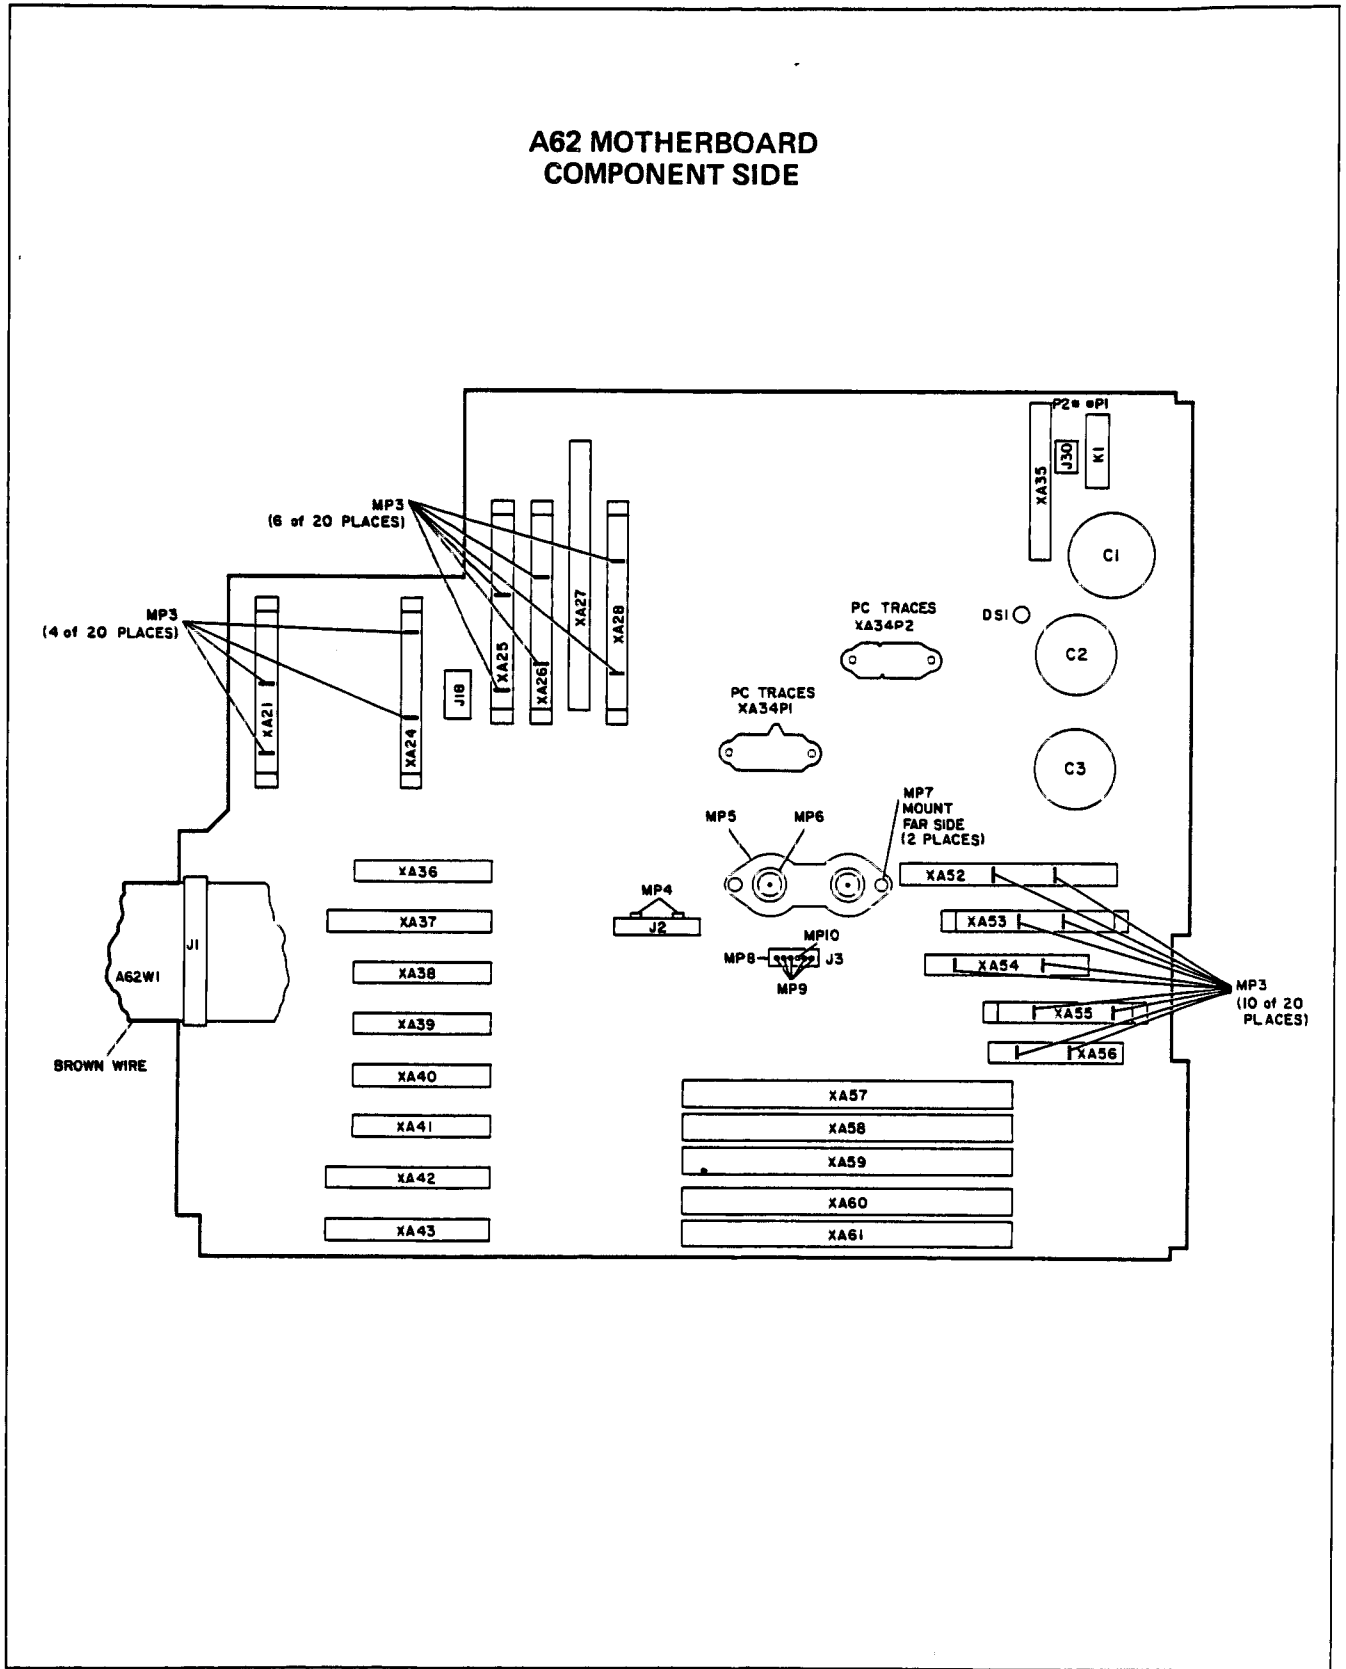 A62 MOTHERBOARD
COMPONENT SIDE
P2 P1
J30
K1
XA35
MP3
(6 of 20 PLACES)
C1
XA27
XA28
XA25
XA26
PC TRACES
XA34P2
DS1
MP3
(4 of 20 PLACES)
C2
J18
XA21
XA24
PC TRACES
XA34P1
C3
MP7
MOUNT
FAR SIDE
(2 PLACES)
MP5
MP6
XA36
XA52
MP4
XA37
J2
XA53
MP10
J1
MP8
J3
XA54
A62W1
XA38
MP9
MP3
(10 of 20
PLACES)
XA39
XA55
XA56
BROWN WIRE
XA40
XA57
XA41
XA58
XA59
XA42
XA60
XA43
XA61